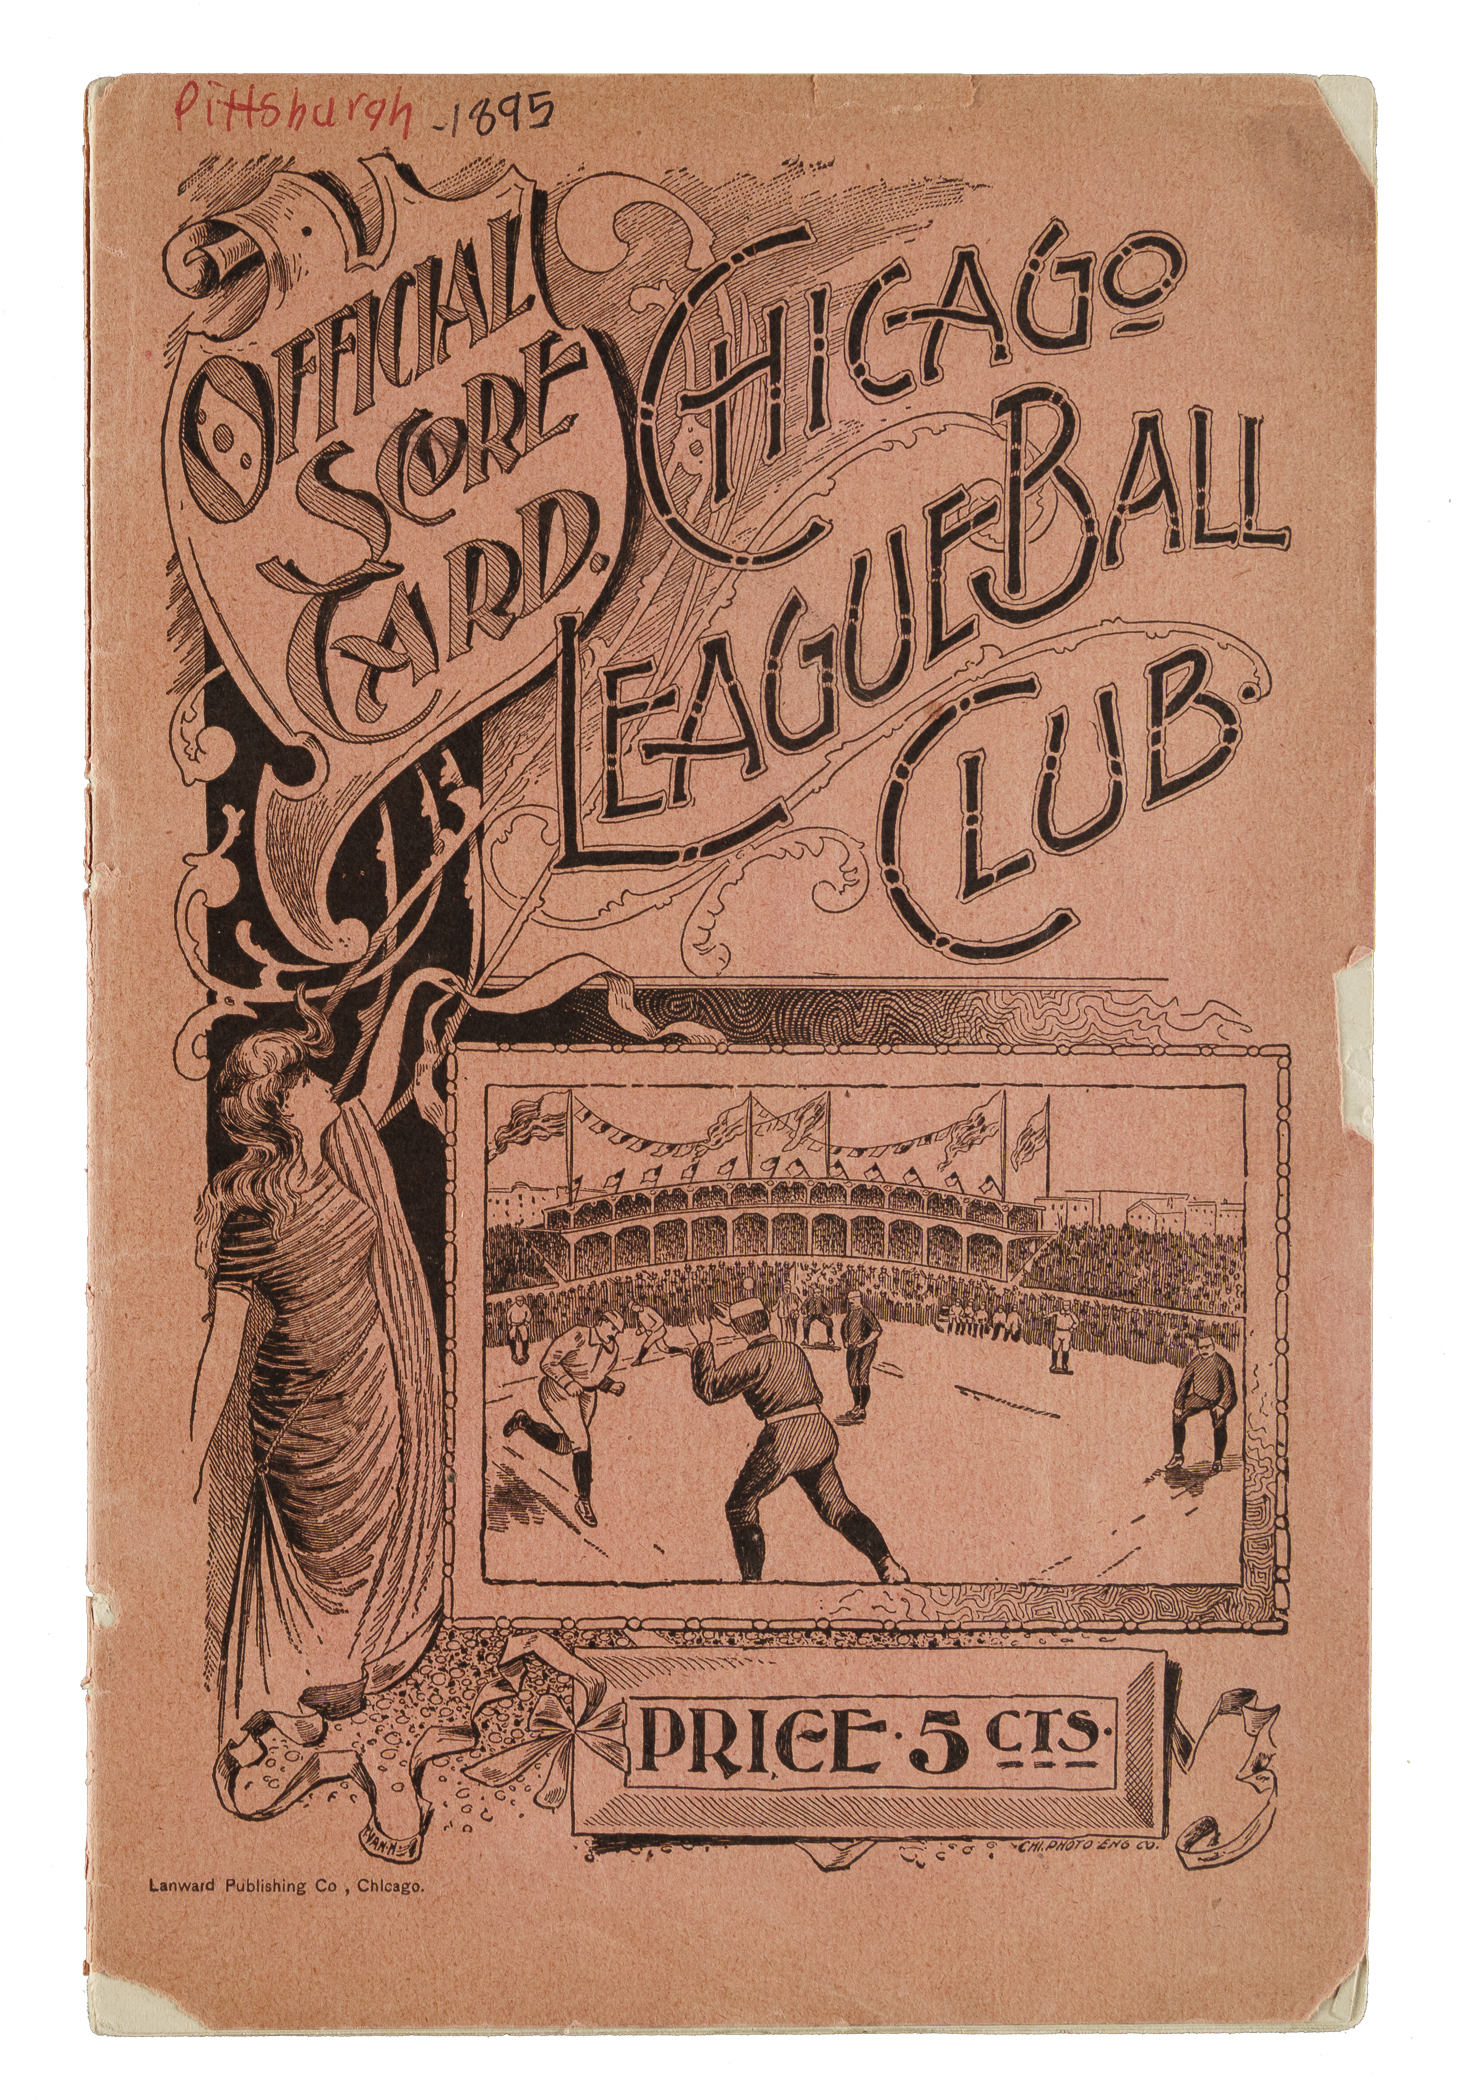 Pittsburgh -1895
OFFICIAL
SCORE
CARD.
CHICAGO
LEAGUE BALL
CLUB.
PRICE · 5 CTS.
CHI. PHOTO ENG CO.
Lanward Publishing Co , Chicago.